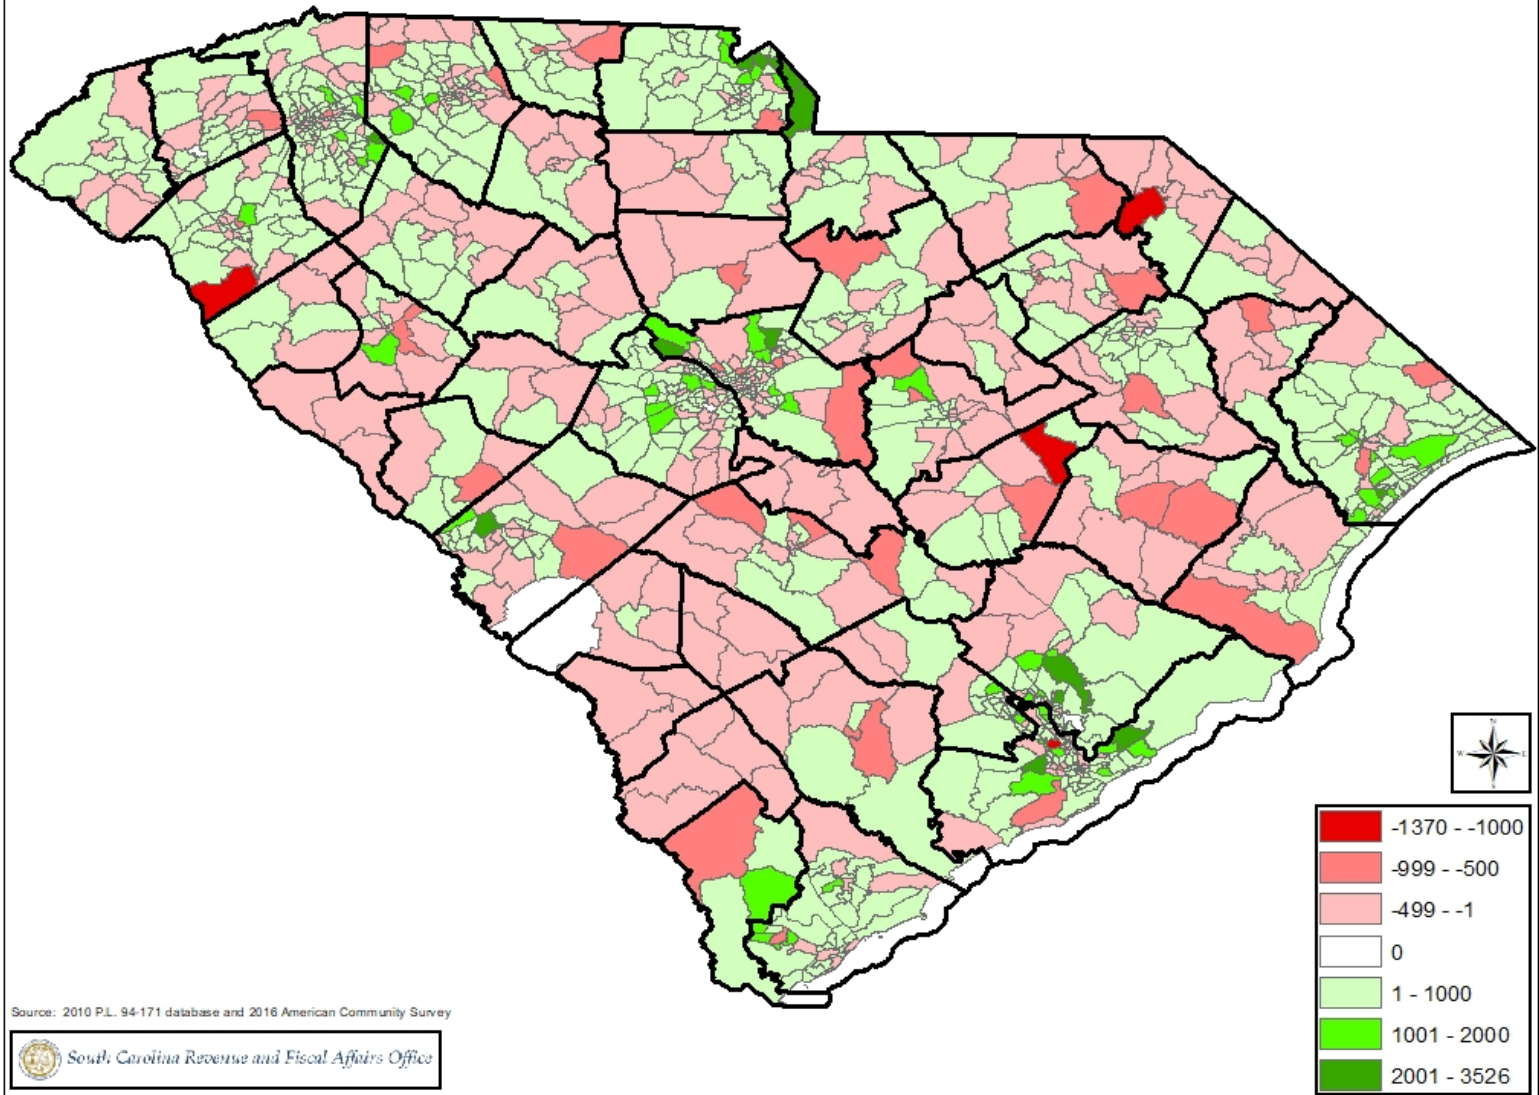 N
W
E
S
-1370 - -1000
-999 - -500
-499 - -1
0
1 - 1000
1001 - 2000
2001 - 3526
Source: 2010 P.L. 94-171 database and 2016 American Community Survey
South Carolina Revenue and Fiscal Affairs Office